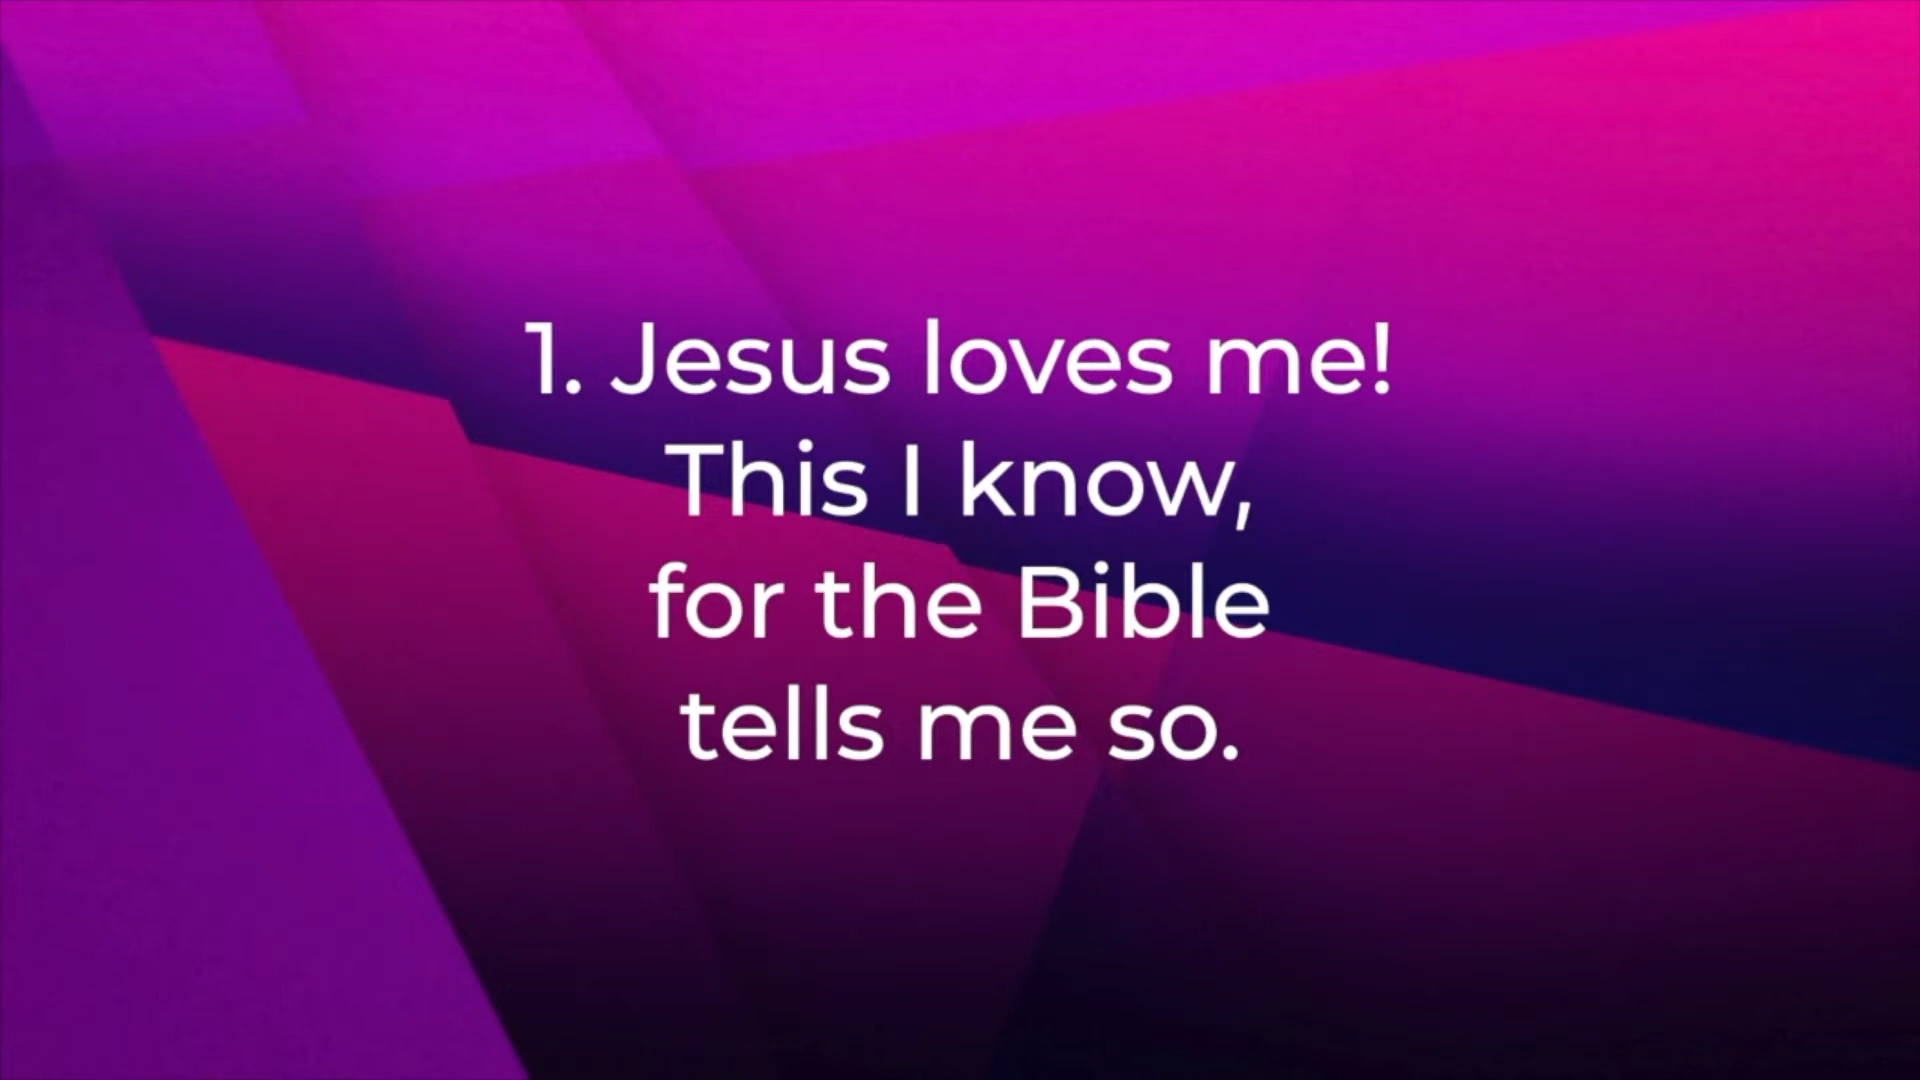 1. Jesus loves me!
This I know,
for the Bible
tells me so.